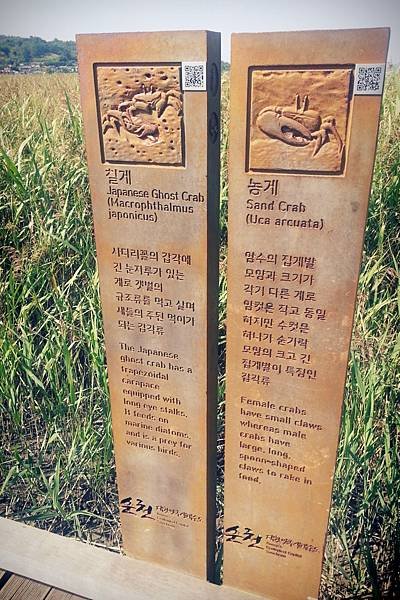 칠게
Japanese Ghost Crab
(Macrophthalmus
japonicus)
사다리꼴의 갑각에
긴 눈자루가 있는
게로 갯벌의
규조류를 먹고 살며
새들의 주된 먹이가
되는 갑각류
The Japanese
ghost crab has a
trapezoidal
carapace
equipped with
long eye stalks.
It feeds on
marine diatoms,
and is a prey for
various birds.
순천
농게
Sand Crab
(Uca arcuata)
암수의 집게발
모양과 크기가
각기 다른 게로
암컷은 작고 동일
하지만 수컷은
하나가 숟가락
모양의 크고 긴
집게발이 특징인
갑각류
Female crabs
have small claws
whereas male
crabs have
large, long,
spoon-shaped
claws to rake in
food.
순천